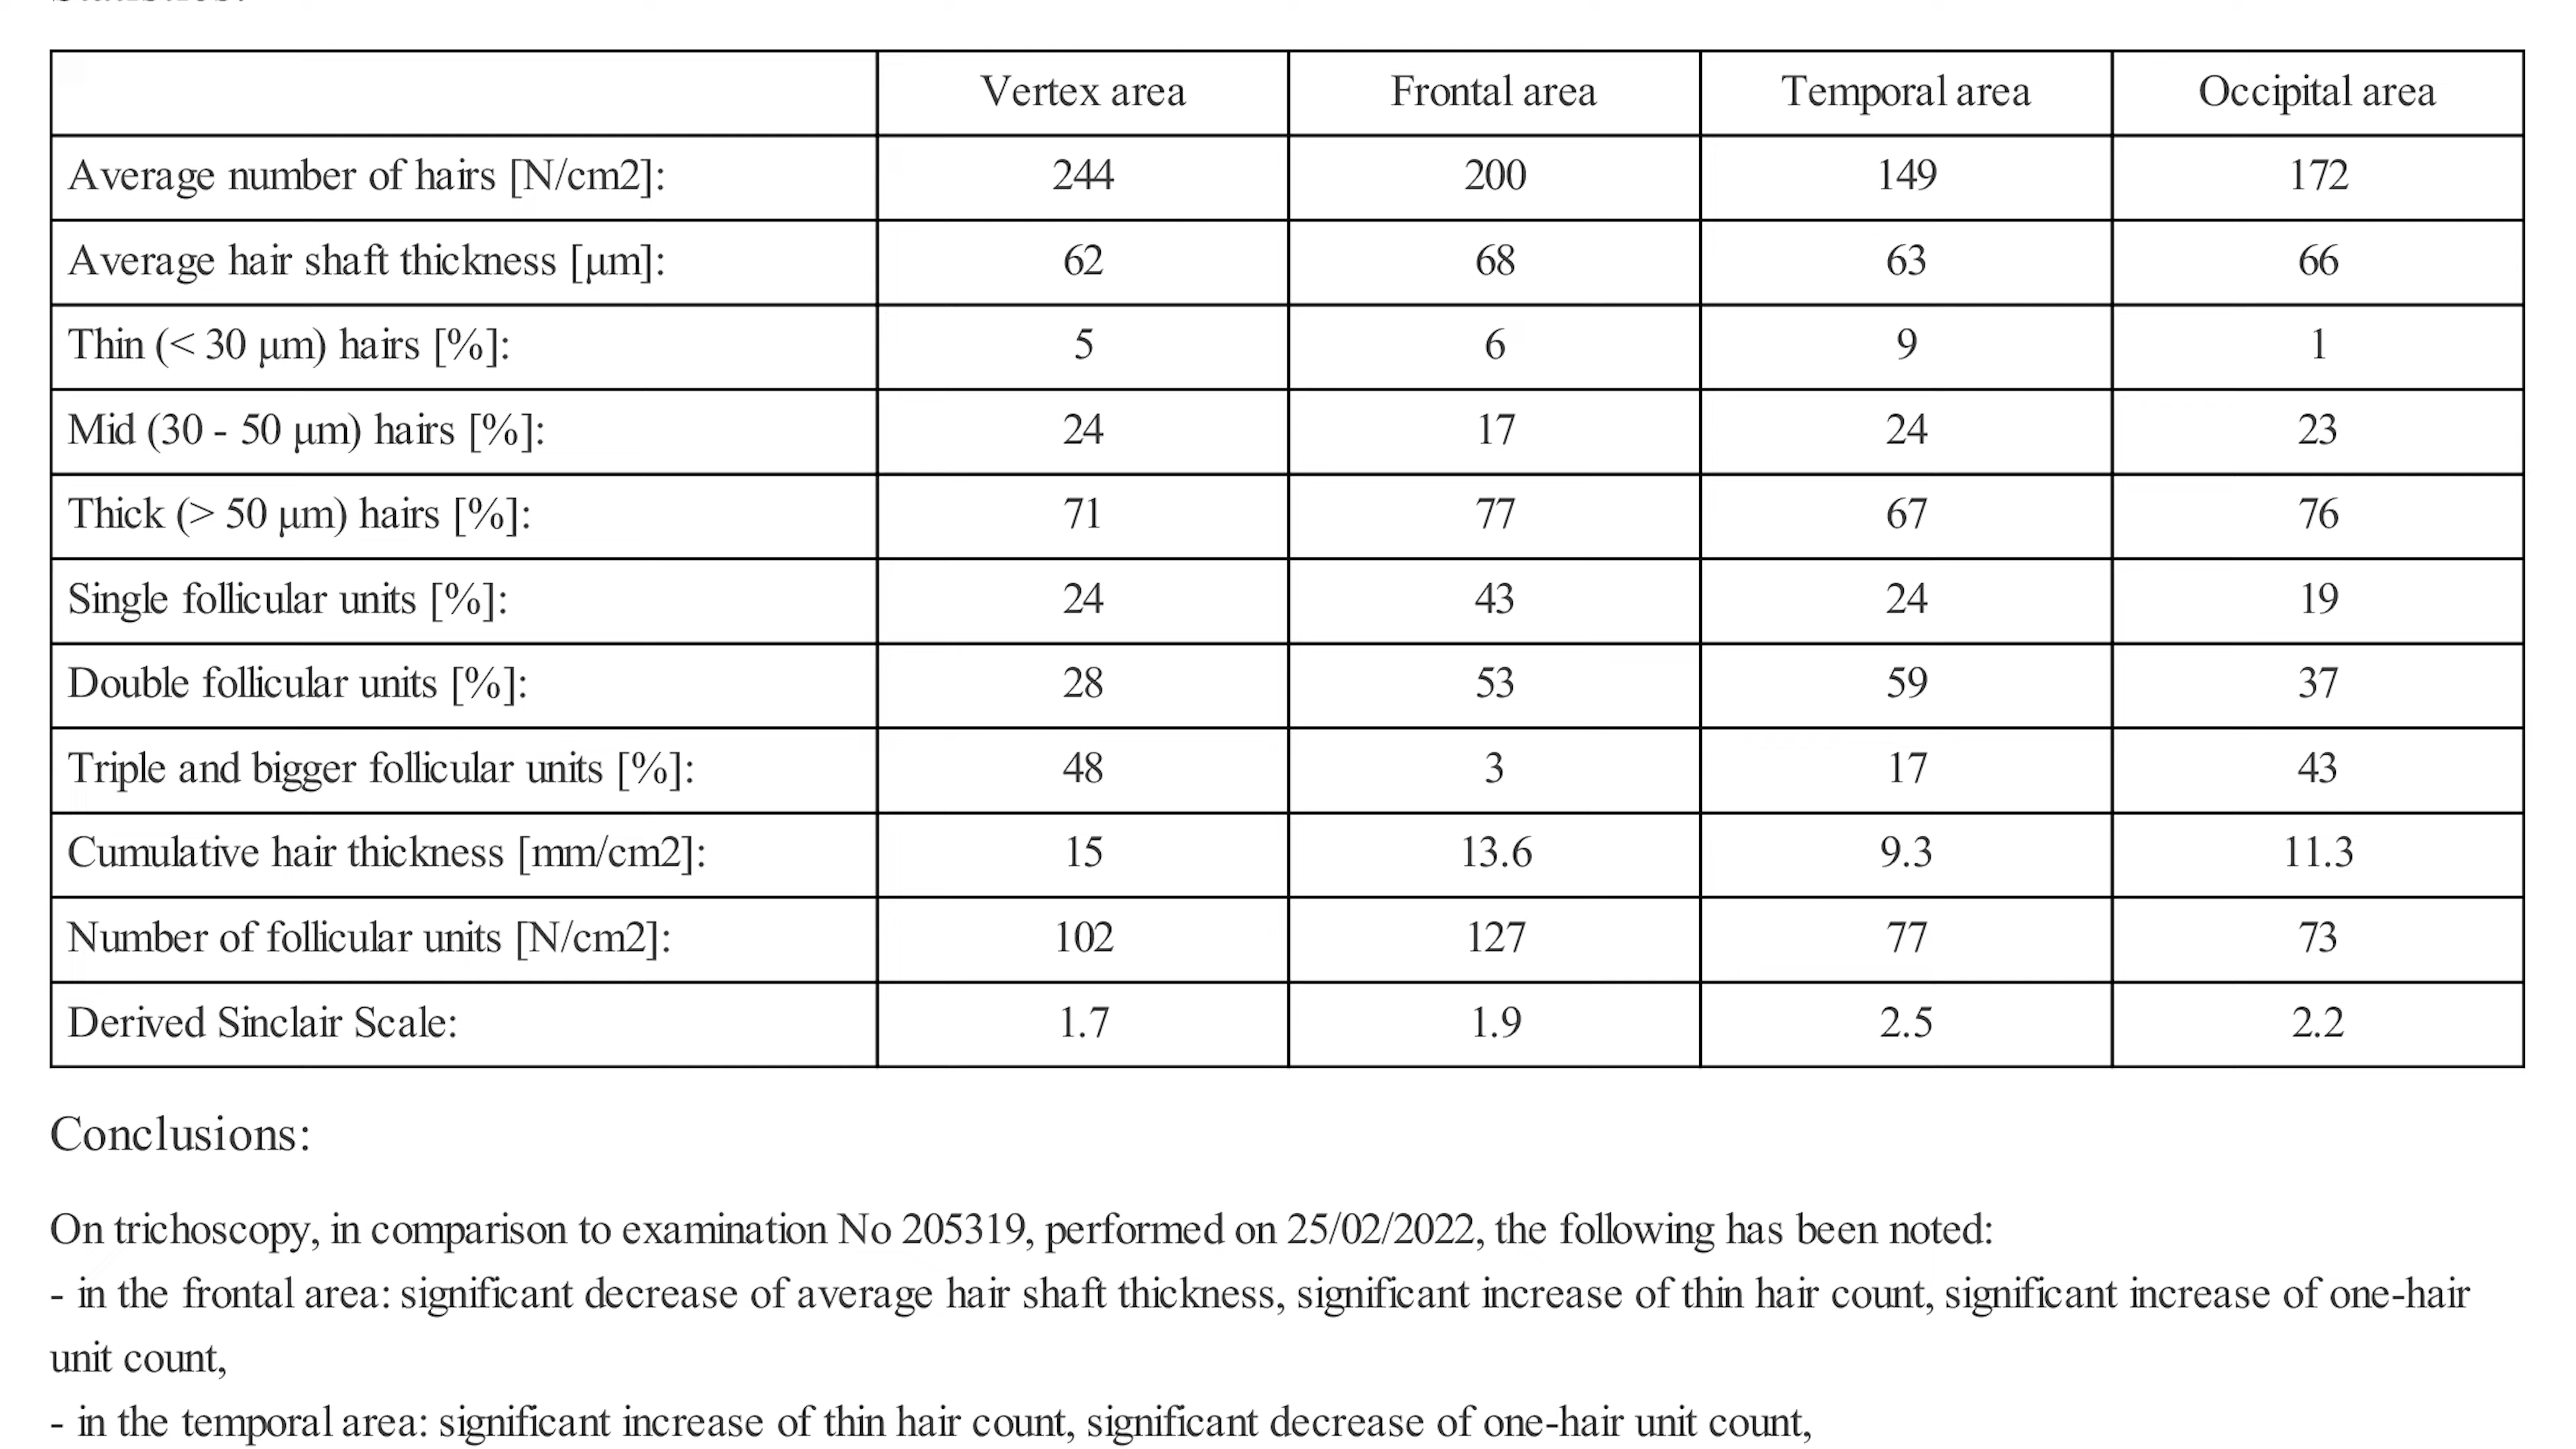 Vertex area Frontal area Temporal area Occipital area
Average number of hairs [N/cm2]: 244 200 149 172
Average hair shaft thickness [μm]: 62 68 63 66
Thin (< 30 μm) hairs [%]: 5 6 9 1
Mid (30 - 50 μm) hairs [%]: 24 17 24 23
Thick (> 50 μm) hairs [%]: 71 77 67 76
Single follicular units [%]: 24 43 24 19
Double follicular units [%]: 28 53 59 37
Triple and bigger follicular units [%]: 48 3 17 43
Cumulative hair thickness [mm/cm2]: 15 13.6 9.3 11.3
Number of follicular units [N/cm2]: 102 127 77 73
Derived Sinclair Scale: 1.7 1.9 2.5 2.2
Conclusions:
On trichoscopy, in comparison to examination No 205319, performed on 25/02/2022, the following has been noted:
- in the frontal area: significant decrease of average hair shaft thickness, significant increase of thin hair count, significant increase of one-hair
unit count,
- in the temporal area: significant increase of thin hair count, significant decrease of one-hair unit count,